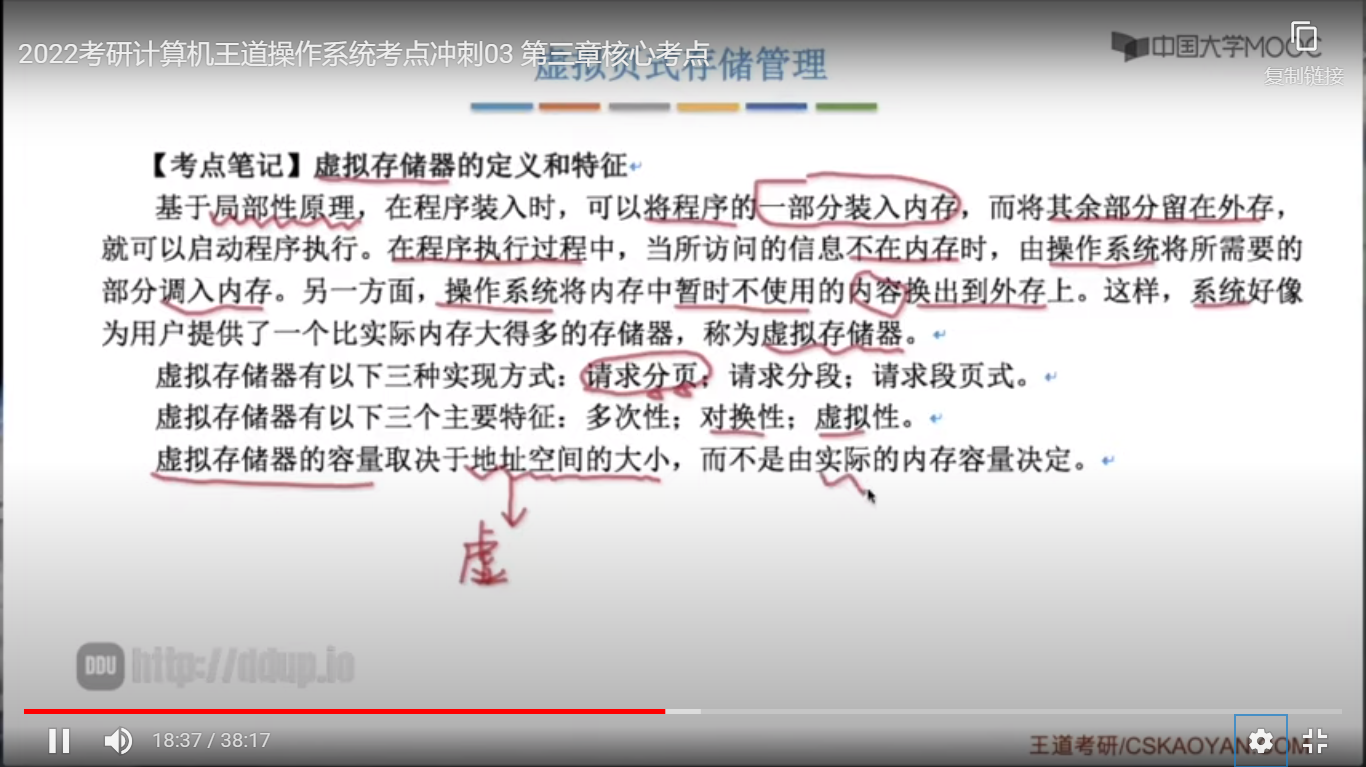 2022考研计算机王道操作系统考点冲刺03 第三章核心考点
虚拟页式存储管理
中国大学MOOC
复制链接
【考点笔记】虚拟存储器的定义和特征
基于局部性原理，在程序装入时，可以将程序的一部分装入内存，而将其余部分留在外存，
就可以启动程序执行。在程序执行过程中，当所访问的信息不在内存时，由操作系统将所需要的
部分调入内存。另一方面，操作系统将内存中暂时不使用的内容换出到外存上。这样，系统好像
为用户提供了一个比实际内存大得多的存储器，称为虚拟存储器。
虚拟存储器有以下三种实现方式：请求分页；请求分段；请求段页式。
虚拟存储器有以下三个主要特征：多次性；对换性；虚拟性。
虚拟存储器的容量取决于地址空间的大小，而不是由实际的内存容量决定。
虚
DDU http://ddup.io
18:37 / 38:17
王道考研/CSKAOYAN.COM